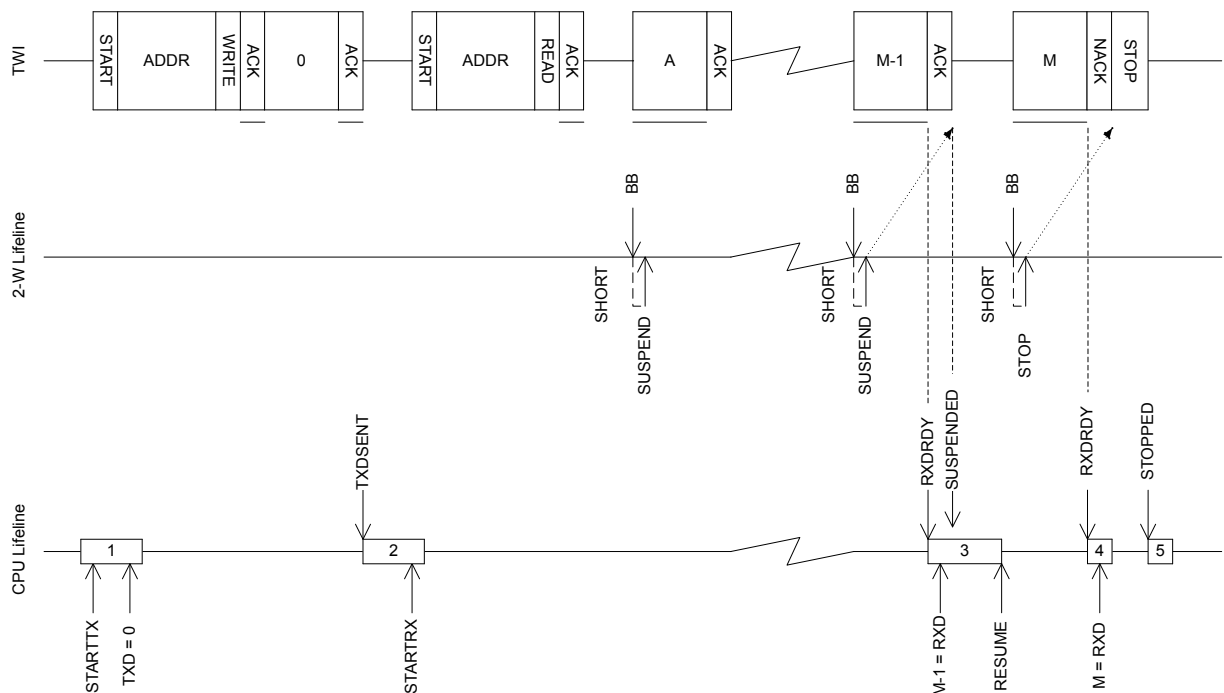 TWI
START
ADDR
WRITE
ACK
0
ACK
START
ADDR
READ
ACK
A
ACK
M-1
ACK
M
NACK
STOP
2-W Lifeline
BB
SHORT
SUSPEND
BB
SHORT
SUSPEND
BB
SHORT
STOP
CPU Lifeline
1
STARTTX
TXD = 0
TXDSENT
2
STARTRX
RXDRDY
SUSPENDED
3
M-1 = RXD
RESUME
RXDRDY
4
M = RXD
STOPPED
5